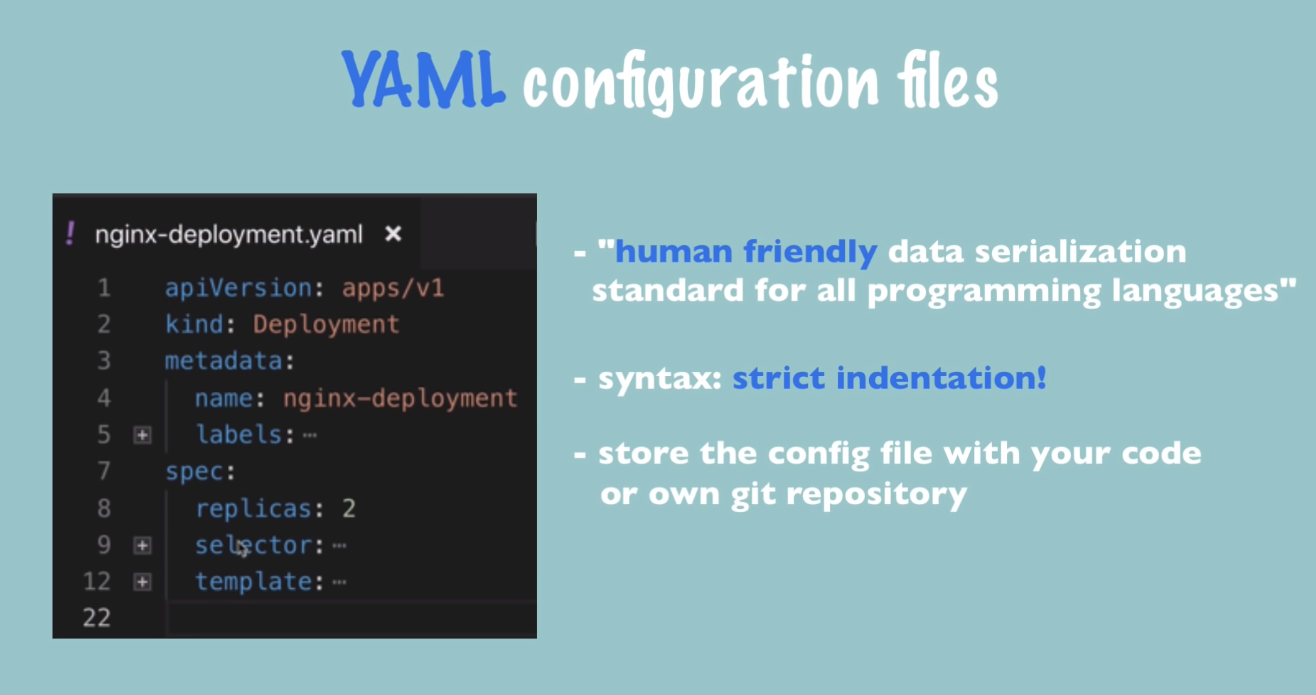 YAML configuration files
! nginx-deployment.yaml ×
1 apiVersion: apps/v1
2 kind: Deployment
3 metadata:
4   name: nginx-deployment
5 + labels:…
7 spec:
8   replicas: 2
9 + selector:…
12 + template:…
22
- "human friendly data serialization
standard for all programming languages"
- syntax: strict indentation!
- store the config file with your code
or own git repository